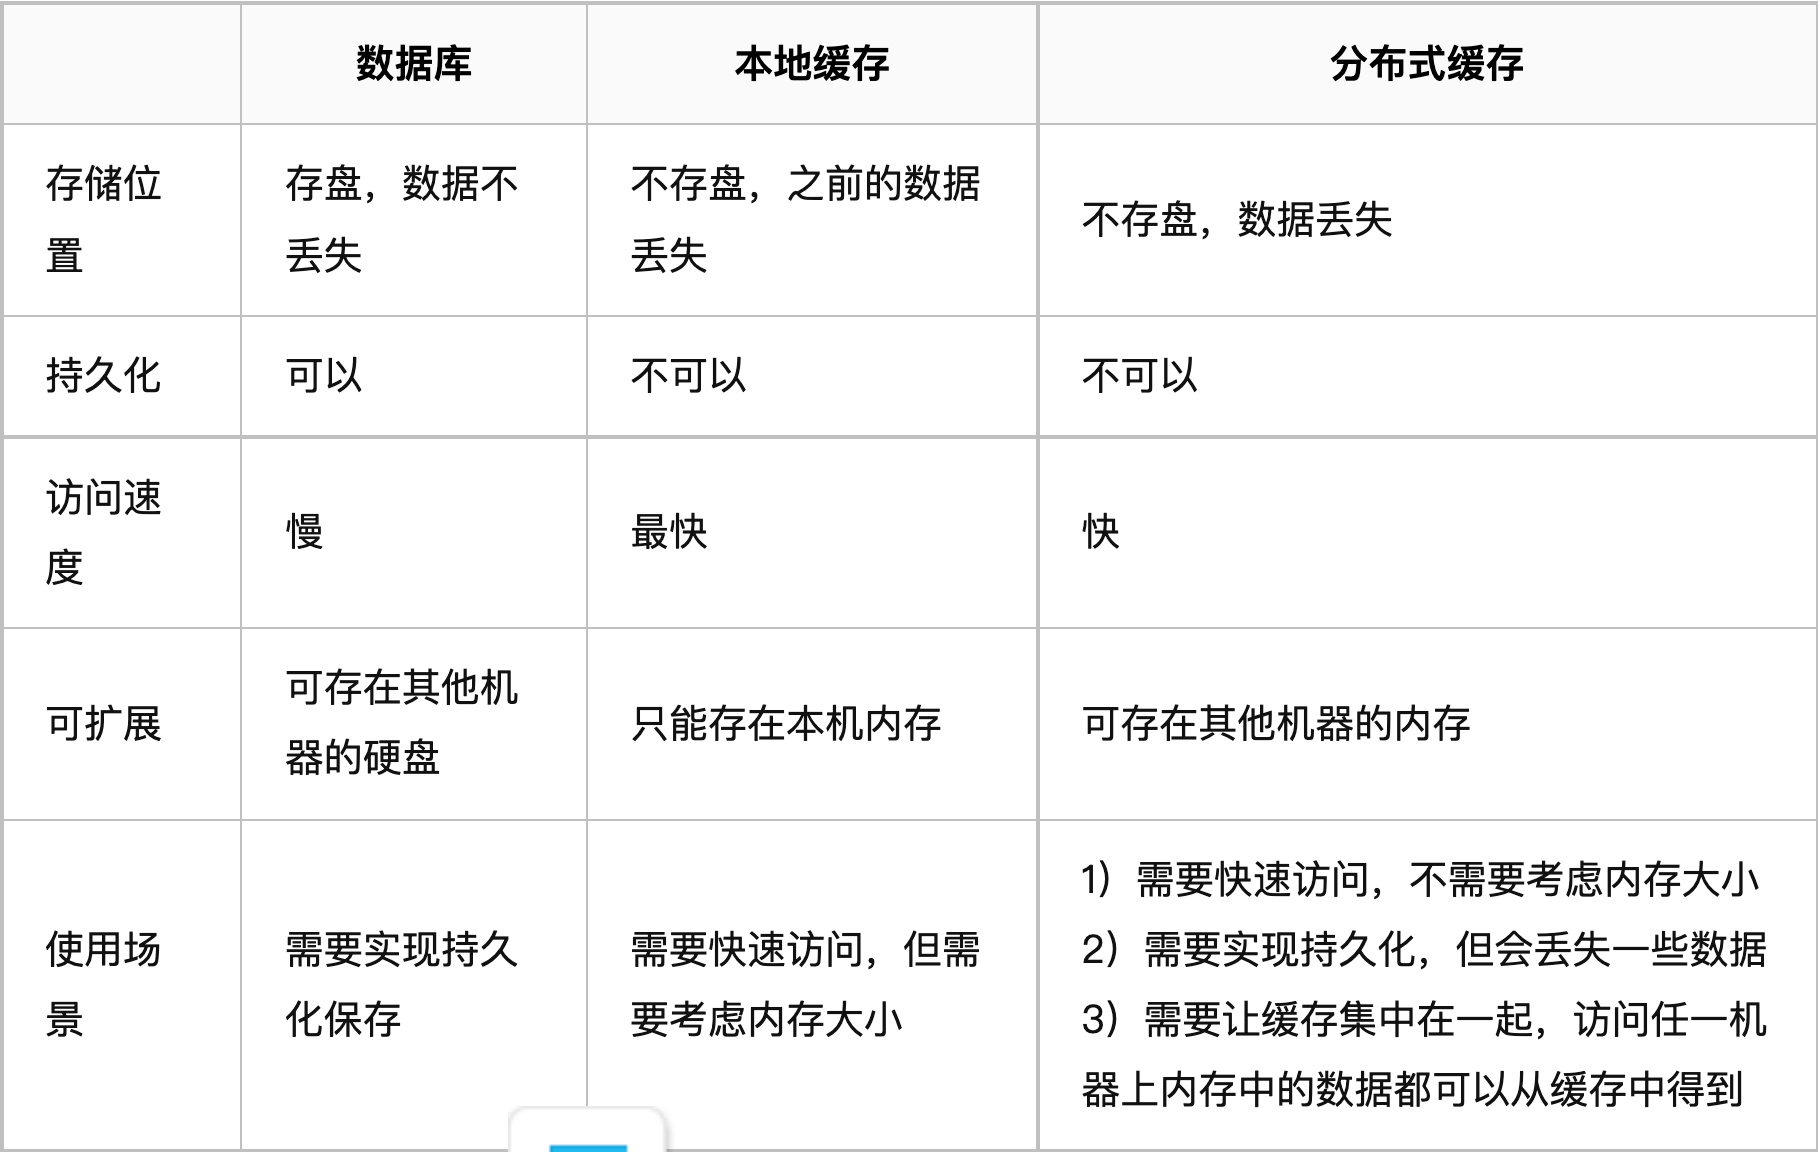 数据库
本地缓存
分布式缓存
存储位
置
存盘，数据不
丢失
不存盘，之前的数据
丢失
不存盘，数据丢失
持久化
可以
不可以
不可以
访问速
度
慢
最快
快
可扩展
可存在其他机
器的硬盘
只能存在本机内存
可存在其他机器的内存
使用场
景
需要实现持久
化保存
需要快速访问，但需
要考虑内存大小
1）需要快速访问，不需要考虑内存大小
2）需要实现持久化，但会丢失一些数据
3）需要让缓存集中在一起，访问任一机
器上内存中的数据都可以从缓存中得到